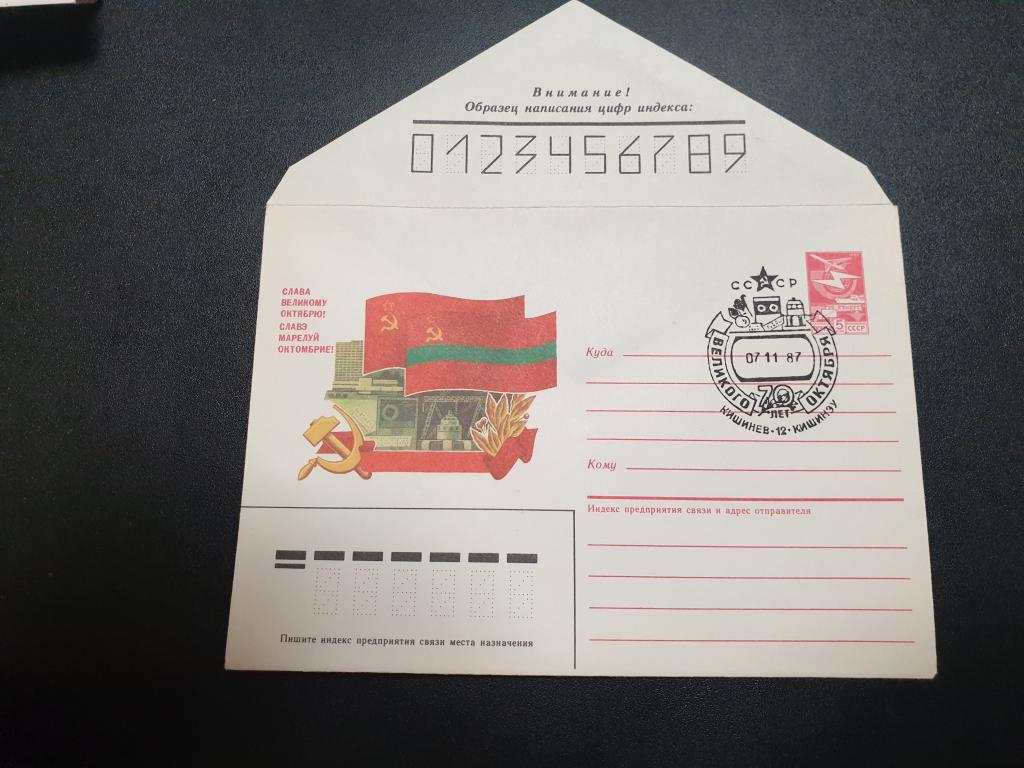 Внимание!
Образец написания цифр индекса:
0123456789
СЛАВА
ВЕЛИКОМУ
ОКТЯБРЮ!
СЛАВЭ
МАРЕЛУЙ
ОКТОМБРИЕ!
СССР
ВЕЛИКОГО ОКТЯБРЯ
07 11 87
70
ЛЕТ
КИШИНЕВ · 12 · КИШИНЭУ
5
СССР
Куда
Кому
Индекс предприятия связи и адрес отправителя
Пишите индекс предприятия связи места назначения